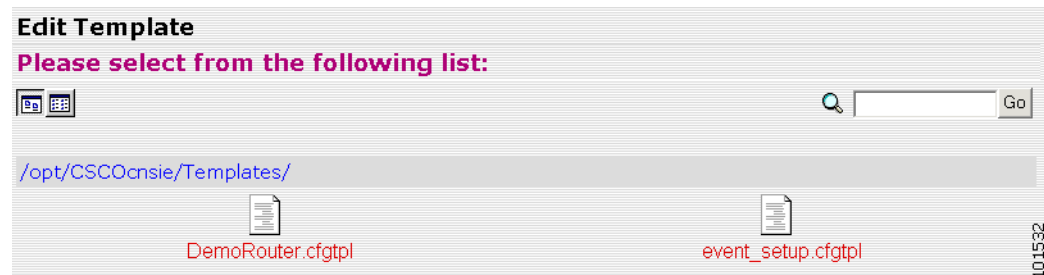 Edit Template
Please select from the following list:
Go
/opt/CSCOcnsie/Templates/
DemoRouter.cfgtpl
event_setup.cfgtpl
101532